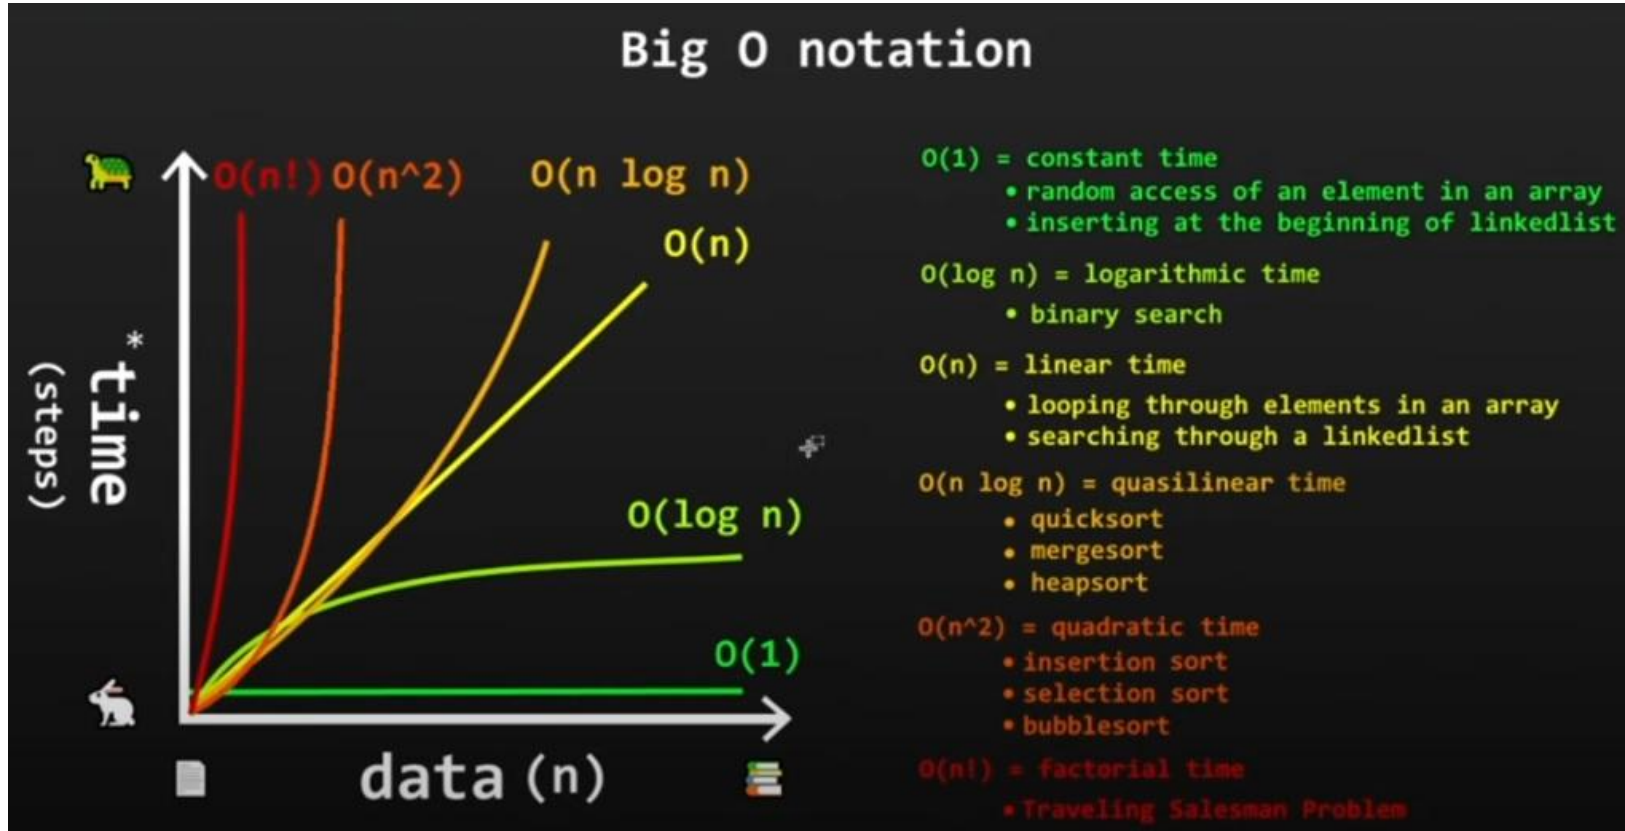 Big O notation
O(n!) O(n^2) O(n log n)
O(n)
O(log n)
O(1)
*
time
(steps)
data (n)
O(1) = constant time
• random access of an element in an array
• inserting at the beginning of linkedlist
O(log n) = logarithmic time
• binary search
O(n) = linear time
• looping through elements in an array
• searching through a linkedlist
O(n log n) = quasilinear time
• quicksort
• mergesort
• heapsort
O(n^2) = quadratic time
• insertion sort
• selection sort
• bubblesort
O(n!) = factorial time
• Traveling Salesman Problem